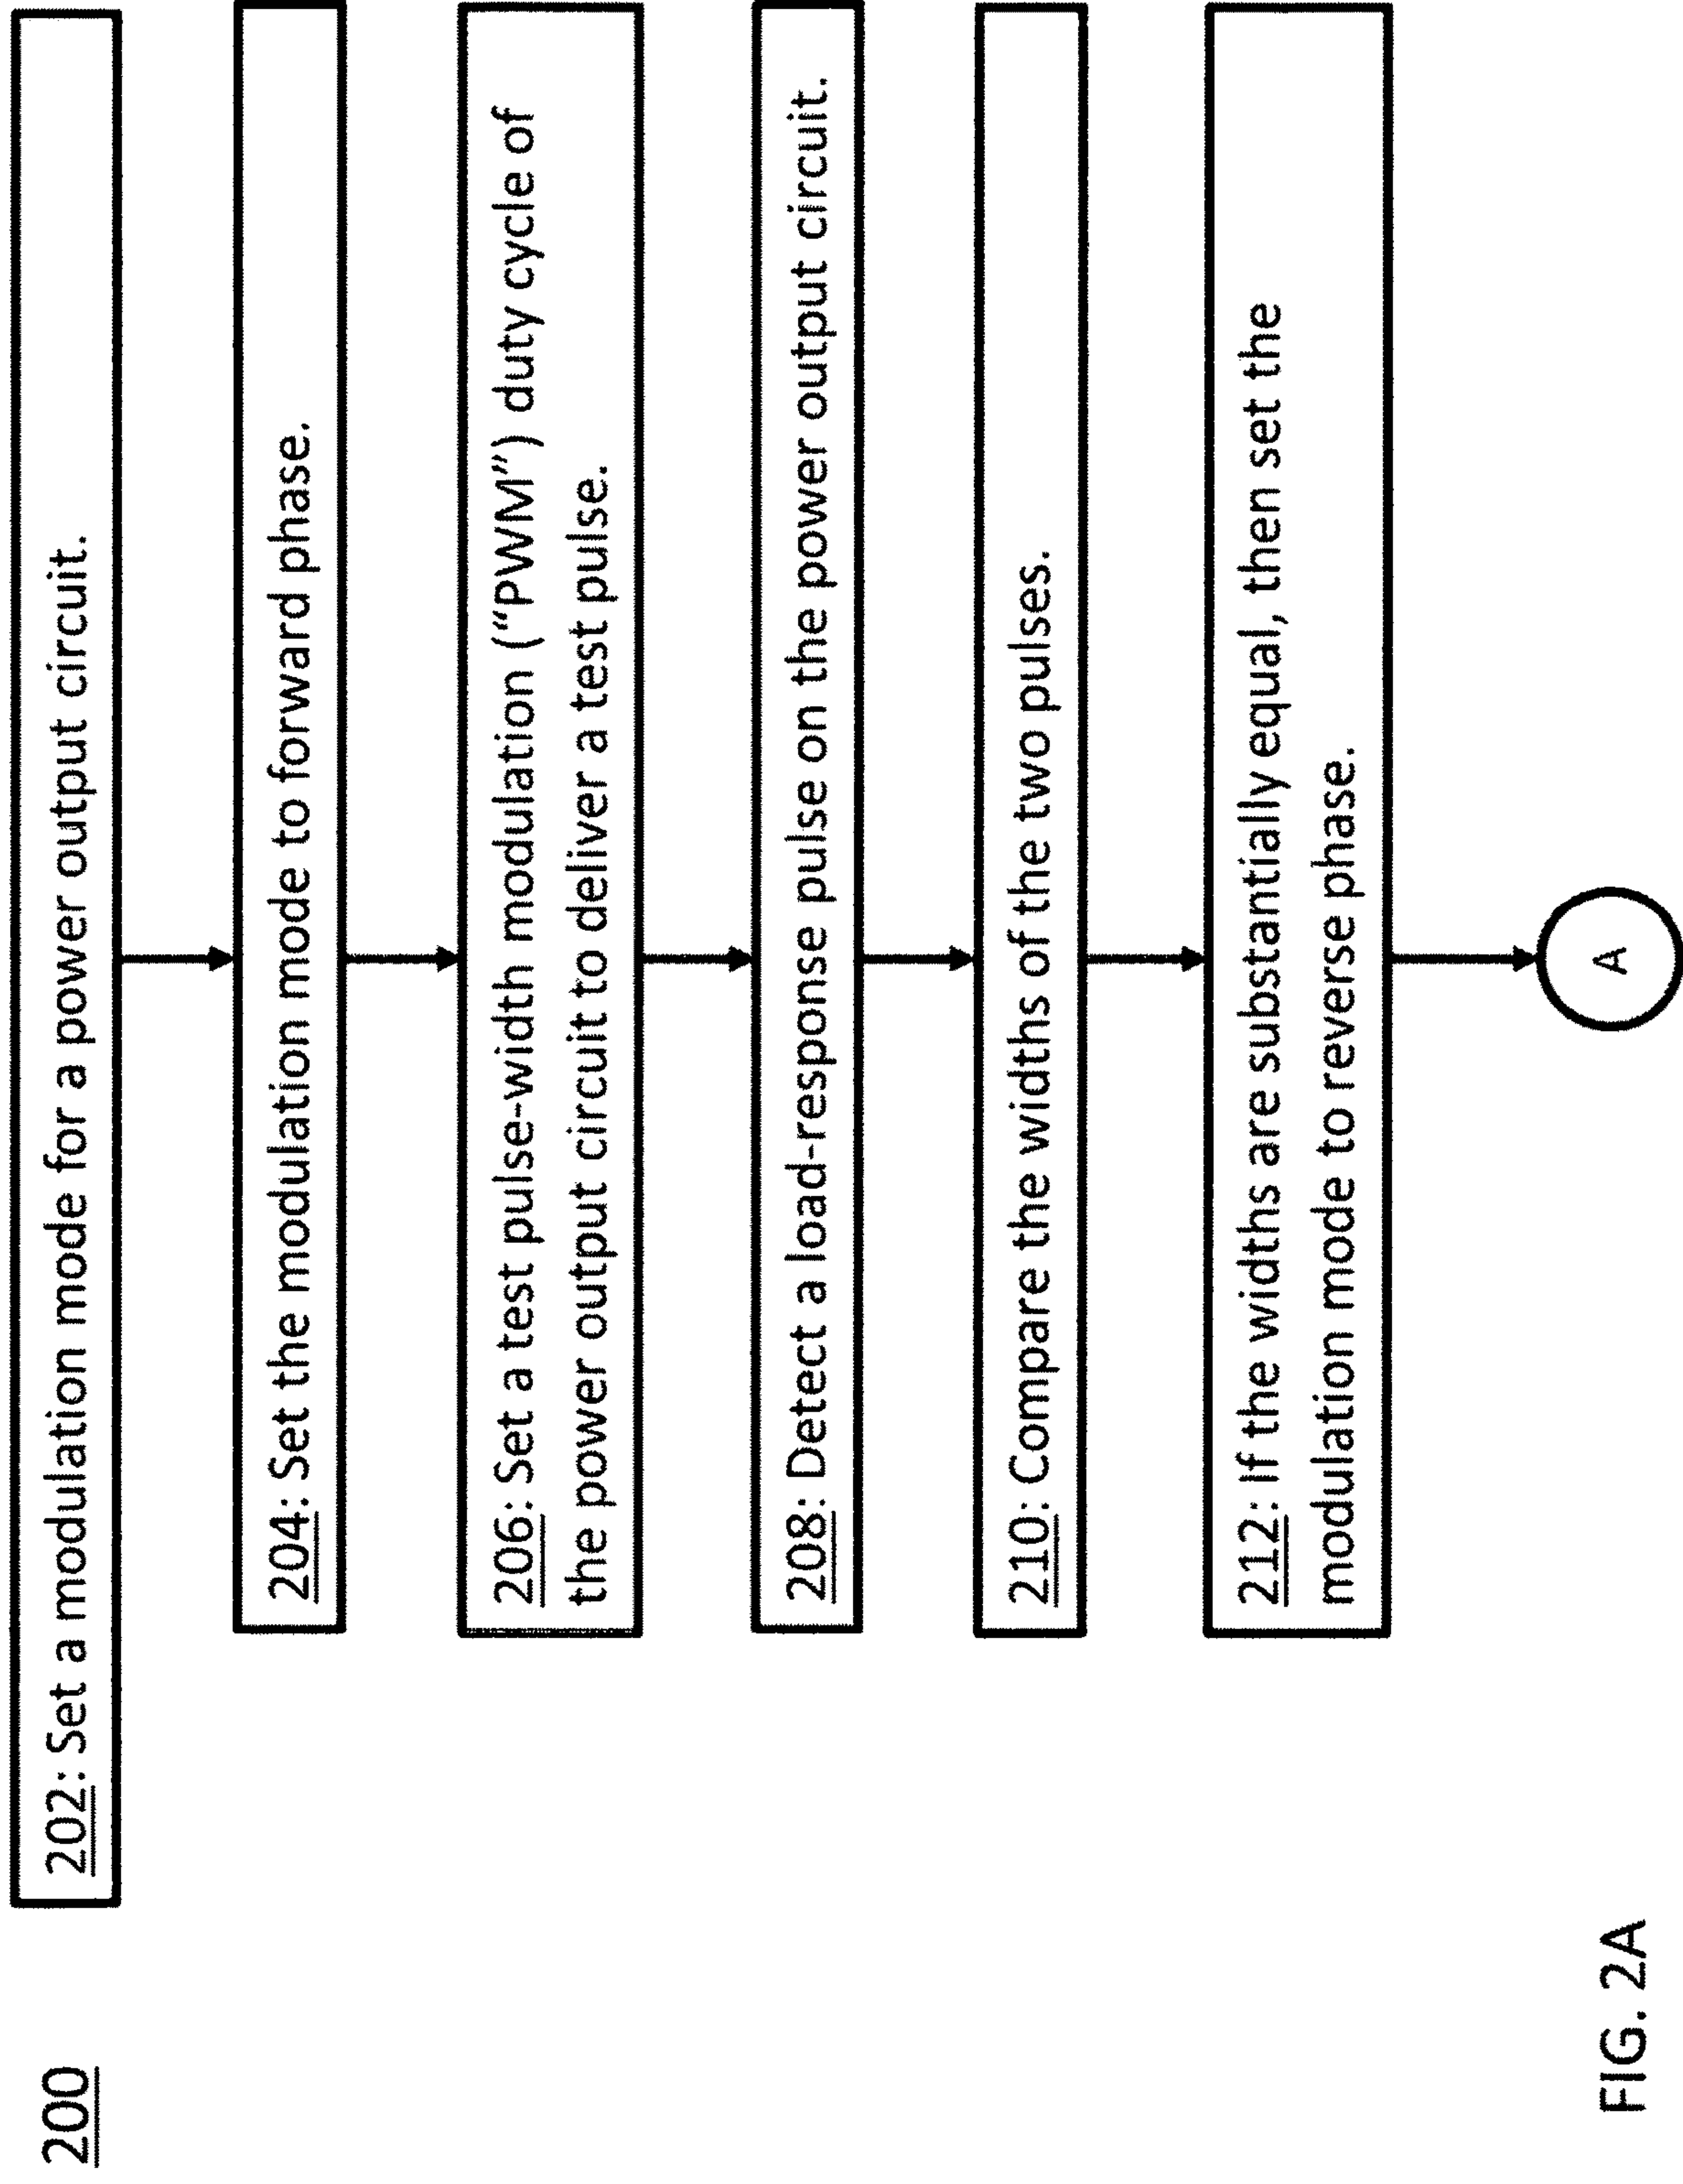 200
202: Set a modulation mode for a power output circuit.
204: Set the modulation mode to forward phase.
206: Set a test pulse-width modulation (“PWM”) duty cycle of
the power output circuit to deliver a test pulse.
208: Detect a load-response pulse on the power output circuit.
210: Compare the widths of the two pulses.
212: If the widths are substantially equal, then set the
modulation mode to reverse phase.
A
FIG. 2A